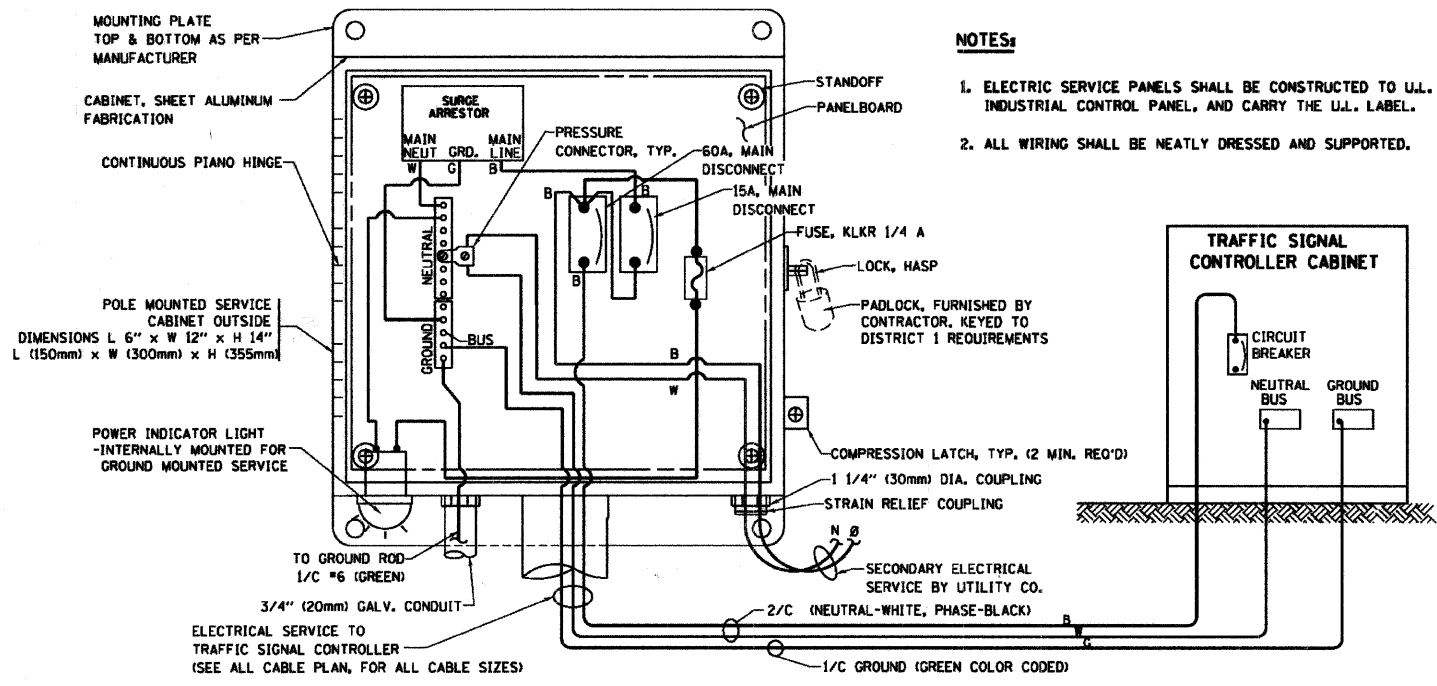 MOUNTING PLATE
TOP & BOTTOM AS PER
MANUFACTURER
CABINET, SHEET ALUMINUM
FABRICATION
CONTINUOUS PIANO HINGE
POLE MOUNTED SERVICE
CABINET OUTSIDE
DIMENSIONS L 6" x W 12" x H 14"
L (150mm) x W (300mm) x H (355mm)
POWER INDICATOR LIGHT
-INTERNALLY MOUNTED FOR
GROUND MOUNTED SERVICE
SURGE
ARRESTOR
MAIN
NEUT
GRD.
MAIN
LINE
W
G
B
PRESSURE
CONNECTOR, TYP.
STANDOFF
PANELBOARD
60A, MAIN
DISCONNECT
15A, MAIN
DISCONNECT
FUSE, KLKR 1/4 A
B
B
B
NEUTRAL
GROUND
BUS
B
W
LOCK, HASP
PADLOCK, FURNISHED BY
CONTRACTOR. KEYED TO
DISTRICT 1 REQUIREMENTS
COMPRESSION LATCH, TYP. (2 MIN. REQ'D)
1 1/4" (30mm) DIA. COUPLING
STRAIN RELIEF COUPLING
N Ø
SECONDARY ELECTRICAL
SERVICE BY UTILITY CO.
TO GROUND ROD
1/C #6 (GREEN)
3/4" (20mm) GALV. CONDUIT
ELECTRICAL SERVICE TO
TRAFFIC SIGNAL CONTROLLER
(SEE ALL CABLE PLAN, FOR ALL CABLE SIZES)
2/C (NEUTRAL-WHITE, PHASE-BLACK)
1/C GROUND (GREEN COLOR CODED)
B
W
G
NOTES:
1. ELECTRIC SERVICE PANELS SHALL BE CONSTRUCTED TO U.L.
INDUSTRIAL CONTROL PANEL, AND CARRY THE U.L. LABEL.
2. ALL WIRING SHALL BE NEATLY DRESSED AND SUPPORTED.
TRAFFIC SIGNAL
CONTROLLER CABINET
CIRCUIT
BREAKER
NEUTRAL
BUS
GROUND
BUS